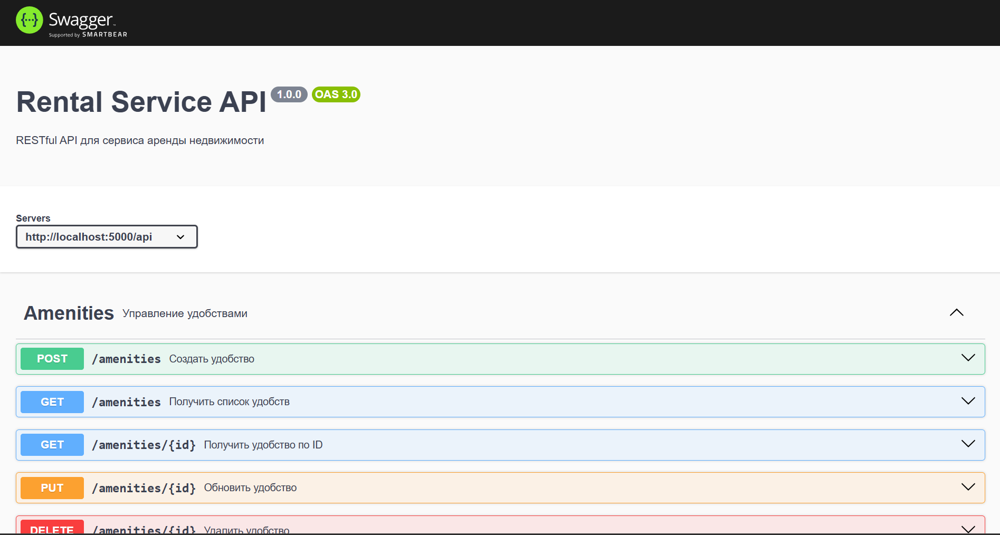 Swagger™
Supported by SMARTBEAR
Rental Service API 1.0.0 OAS 3.0
RESTful API для сервиса аренды недвижимости
Servers
http://localhost:5000/api
Amenities Управление удобствами
POST /amenities Создать удобство
GET /amenities Получить список удобств
GET /amenities/{id} Получить удобство по ID
PUT /amenities/{id} Обновить удобство
DELETE /amenities/{id} Удалить удобство